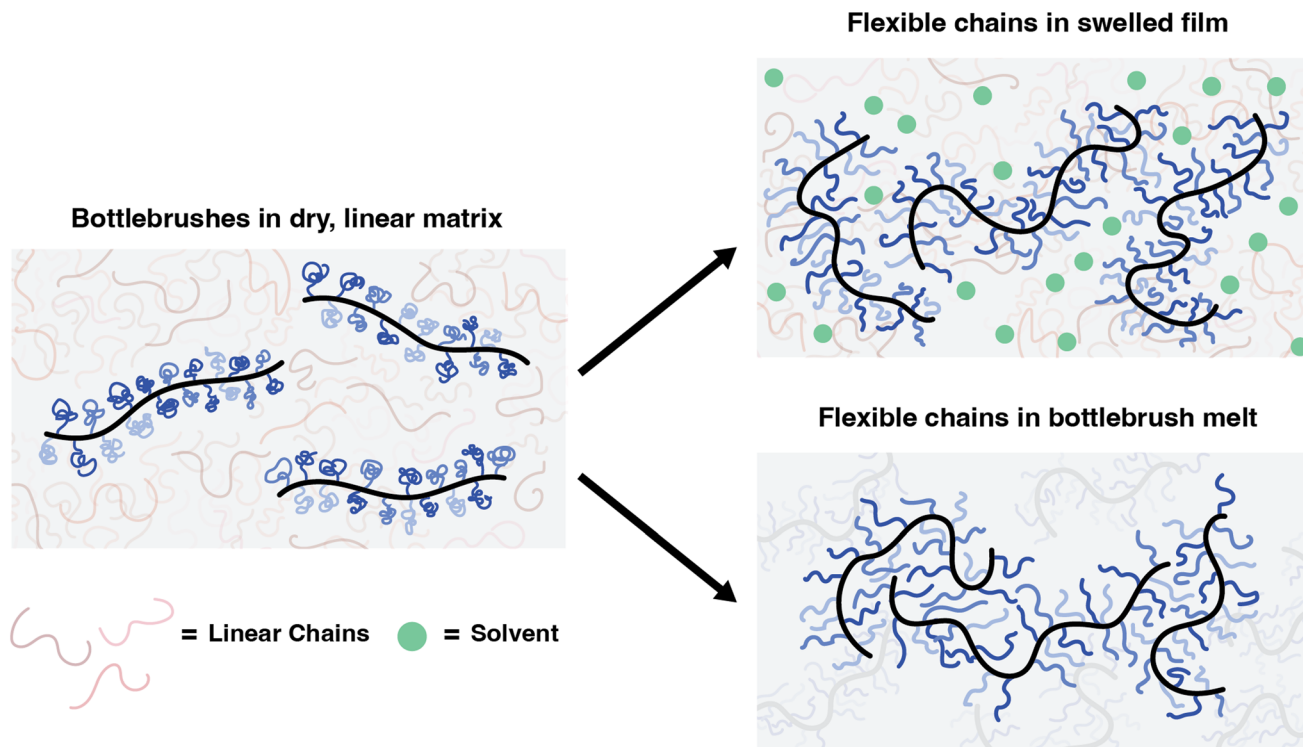 Flexible chains in swelled film
Bottlebrushes in dry, linear matrix
Flexible chains in bottlebrush melt
= Linear Chains
= Solvent